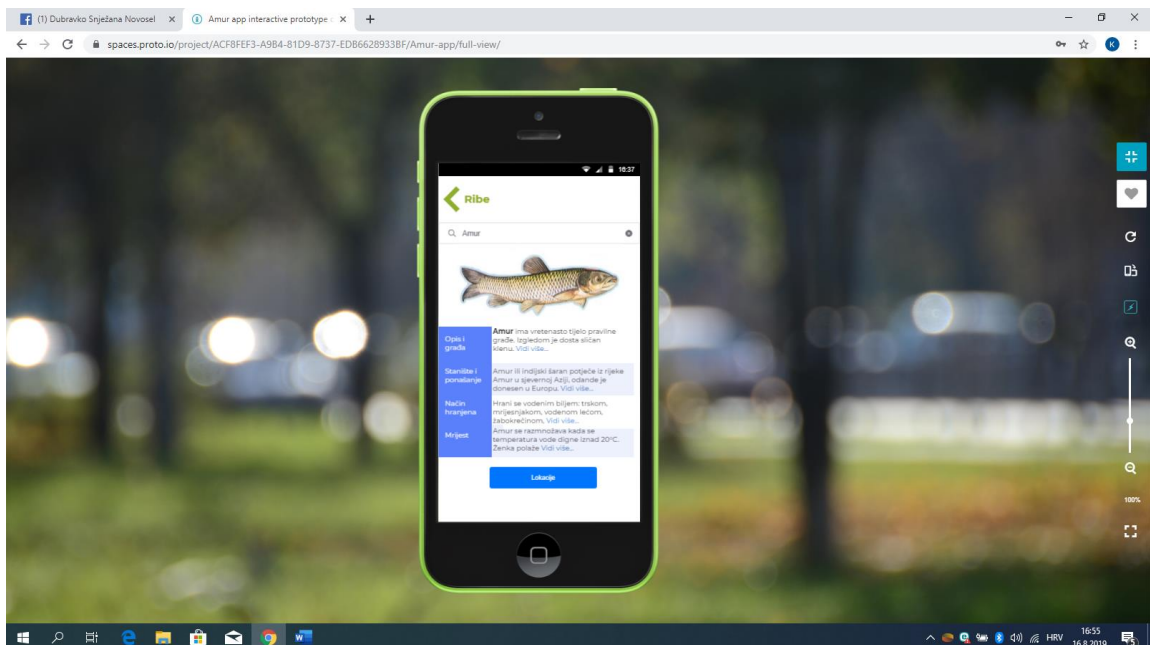 (1) Dubravko Snježana Novosel
Amur app interactive prototype
spaces.proto.io/project/ACF8FEF3-A9B4-81D9-8737-EDB6628933BF/Amur-app/full-view/
K
18:37
Ribe
Amur
Opis i
građa
Amur ima vretenasto tijelo pravilne
građe. Izgledom je dosta sličan
klenu. Vidi više...
Stanište i
ponašanje
Amur ili indijski šaran potječe iz rijeke
Amur u sjevernoj Aziji, odande je
donesen u Europu. Vidi više...
Način
hranjena
Hrani se vodenim biljem: trskom,
mrijesnjakom, vodenom lećom,
žabokrečinom, Vidi više...
Mrijest
Amur se razmnožava kada se
temperatura vode digne iznad 20°C.
Ženka polaže Vidi više...
Lokacije
100%
HRV
16:55
16.8.2019.
5